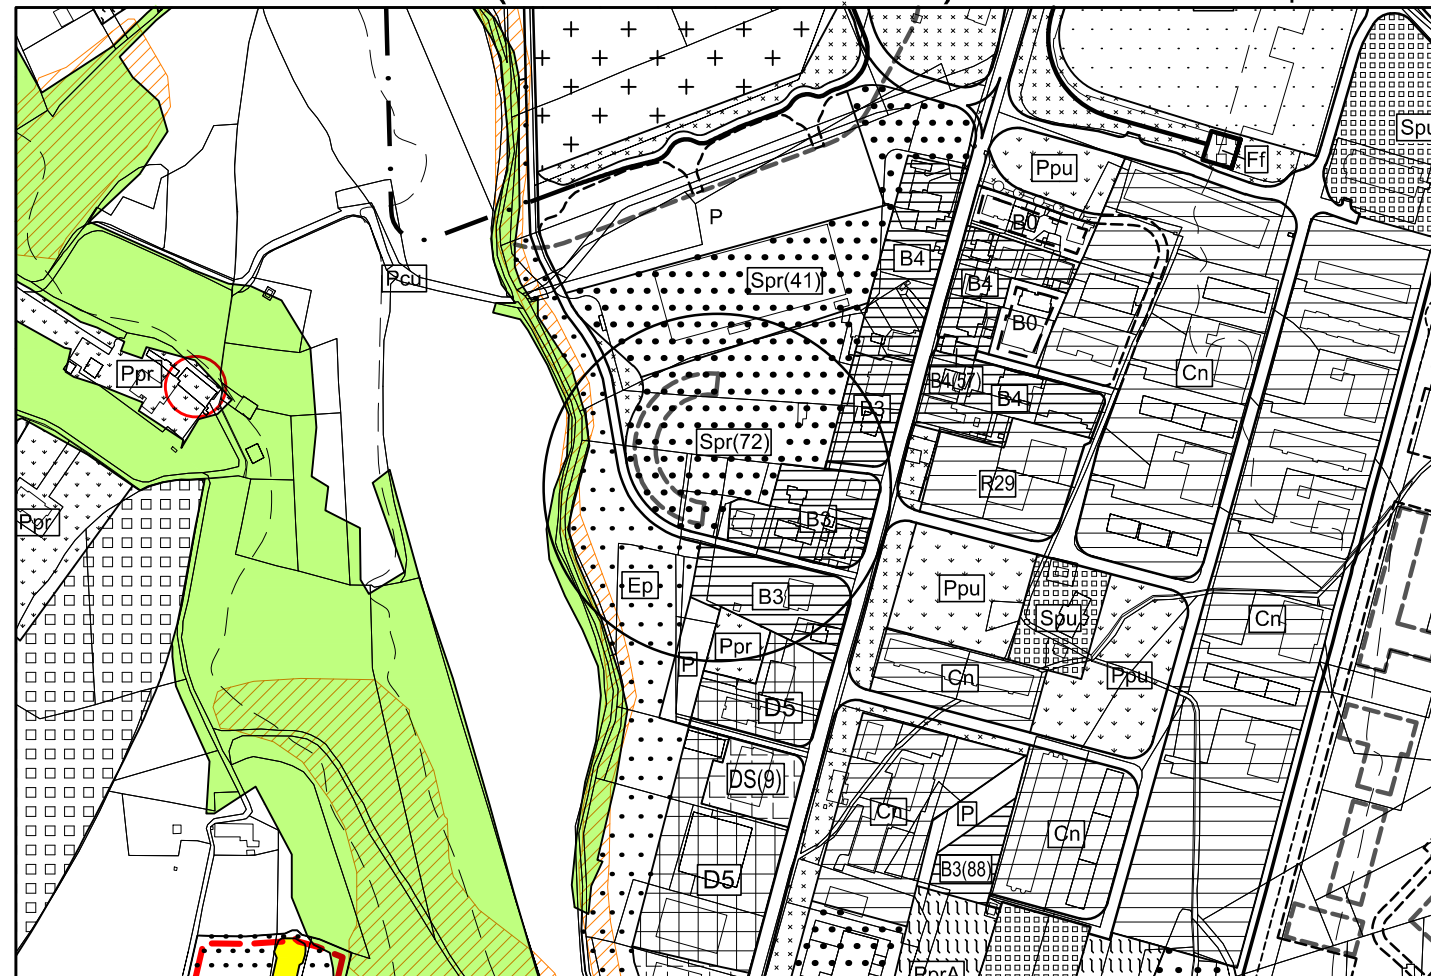 Spu
Ff
Ppu
P
B0
B4
Pcu
Spr(41)
B4
B0
Ppr
Cn
B4(57)
B4
B3
Spr(72)
R29
Ppr
B3
Ep
B3
Ppu
Spu
Cn
Ppr
P
Cn
Ppu
D5
DS(9)
Cn
P
Cn
B3(88)
D5